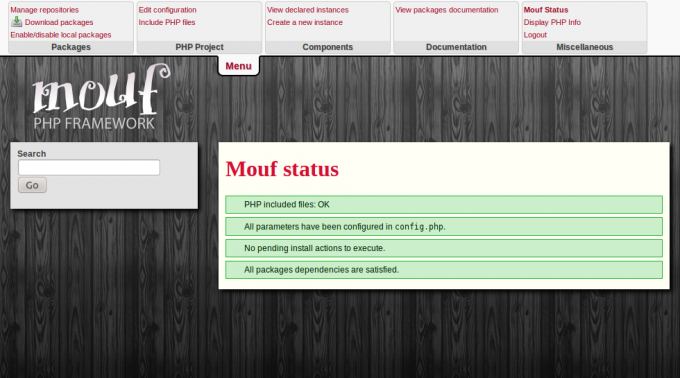 Manage repositories
Download packages
Enable/disable local packages
Packages
Edit configuration
Include PHP files
PHP Project
View declared instances
Create a new instance
Components
View packages documentation
Documentation
Mouf Status
Display PHP Info
Logout
Miscellaneous
Menu
mouf
PHP FRAMEWORK
Search
Go
Mouf status
PHP included files: OK
All parameters have been configured in config.php.
No pending install actions to execute.
All packages dependencies are satisfied.